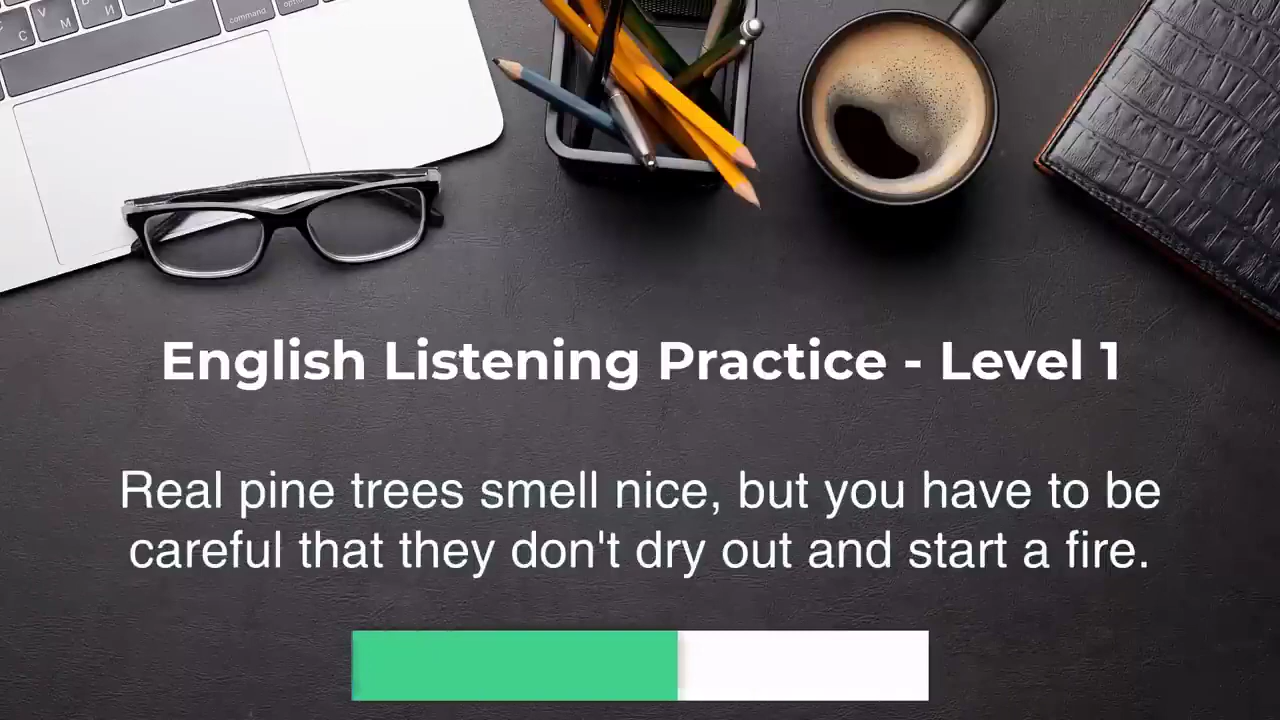 C
V
М
И
command
English Listening Practice - Level 1
Real pine trees smell nice, but you have to be
careful that they don't dry out and start a fire.